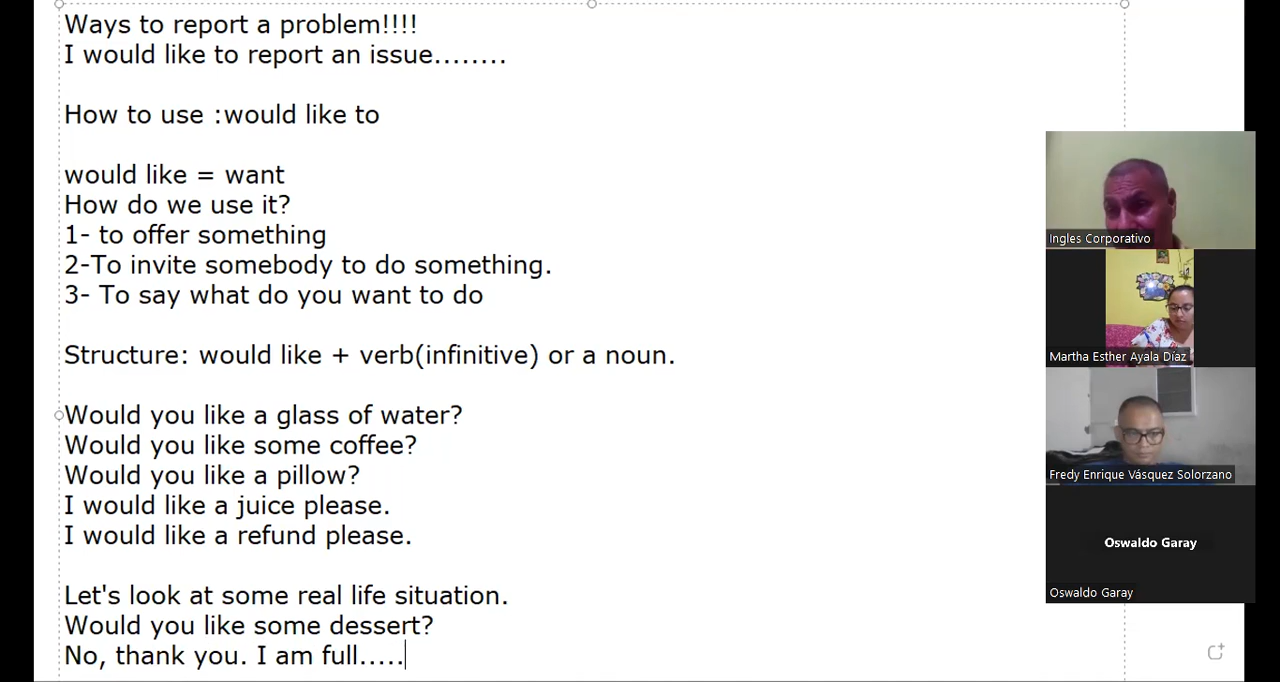 Ways to report a problem!!!!
I would like to report an issue........
How to use :would like to
would like = want
How do we use it?
1- to offer something
2-To invite somebody to do something.
3- To say what do you want to do
Structure: would like + verb(infinitive) or a noun.
Would you like a glass of water?
Would you like some coffee?
Would you like a pillow?
I would like a juice please.
I would like a refund please.
Let's look at some real life situation.
Would you like some dessert?
No, thank you. I am full.....
Ingles Corporativo
Martha Esther Ayala Díaz
Fredy Enrique Vásquez Solorzano
Oswaldo Garay
Oswaldo Garay